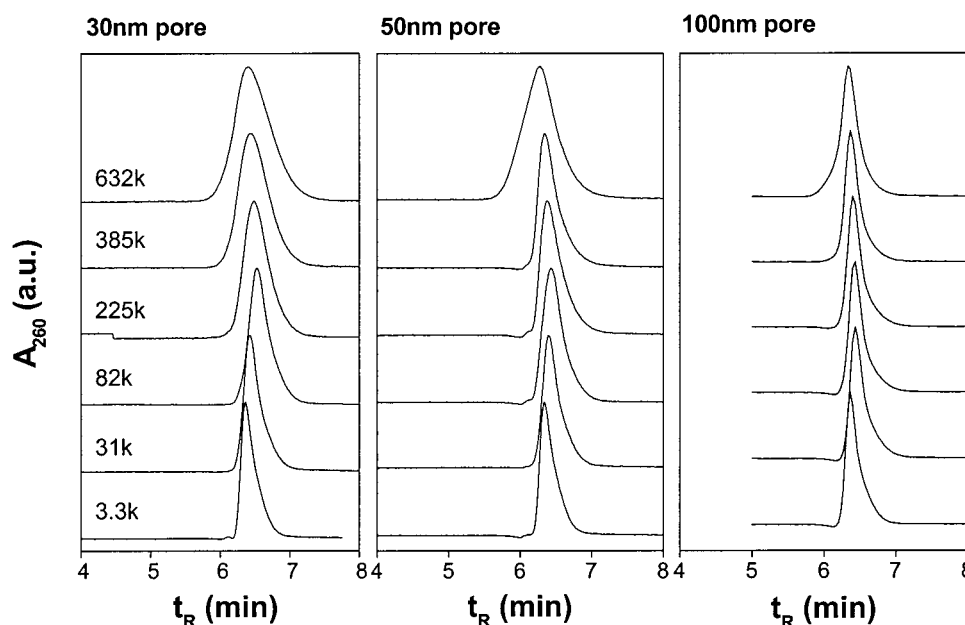 30nm pore 50nm pore 100nm pore
A260 (a.u.)
632k
385k
225k
82k
31k
3.3k
4 5 6 7 8 4 5 6 7 8 4 5 6 7 8
tR (min) tR (min) tR (min)